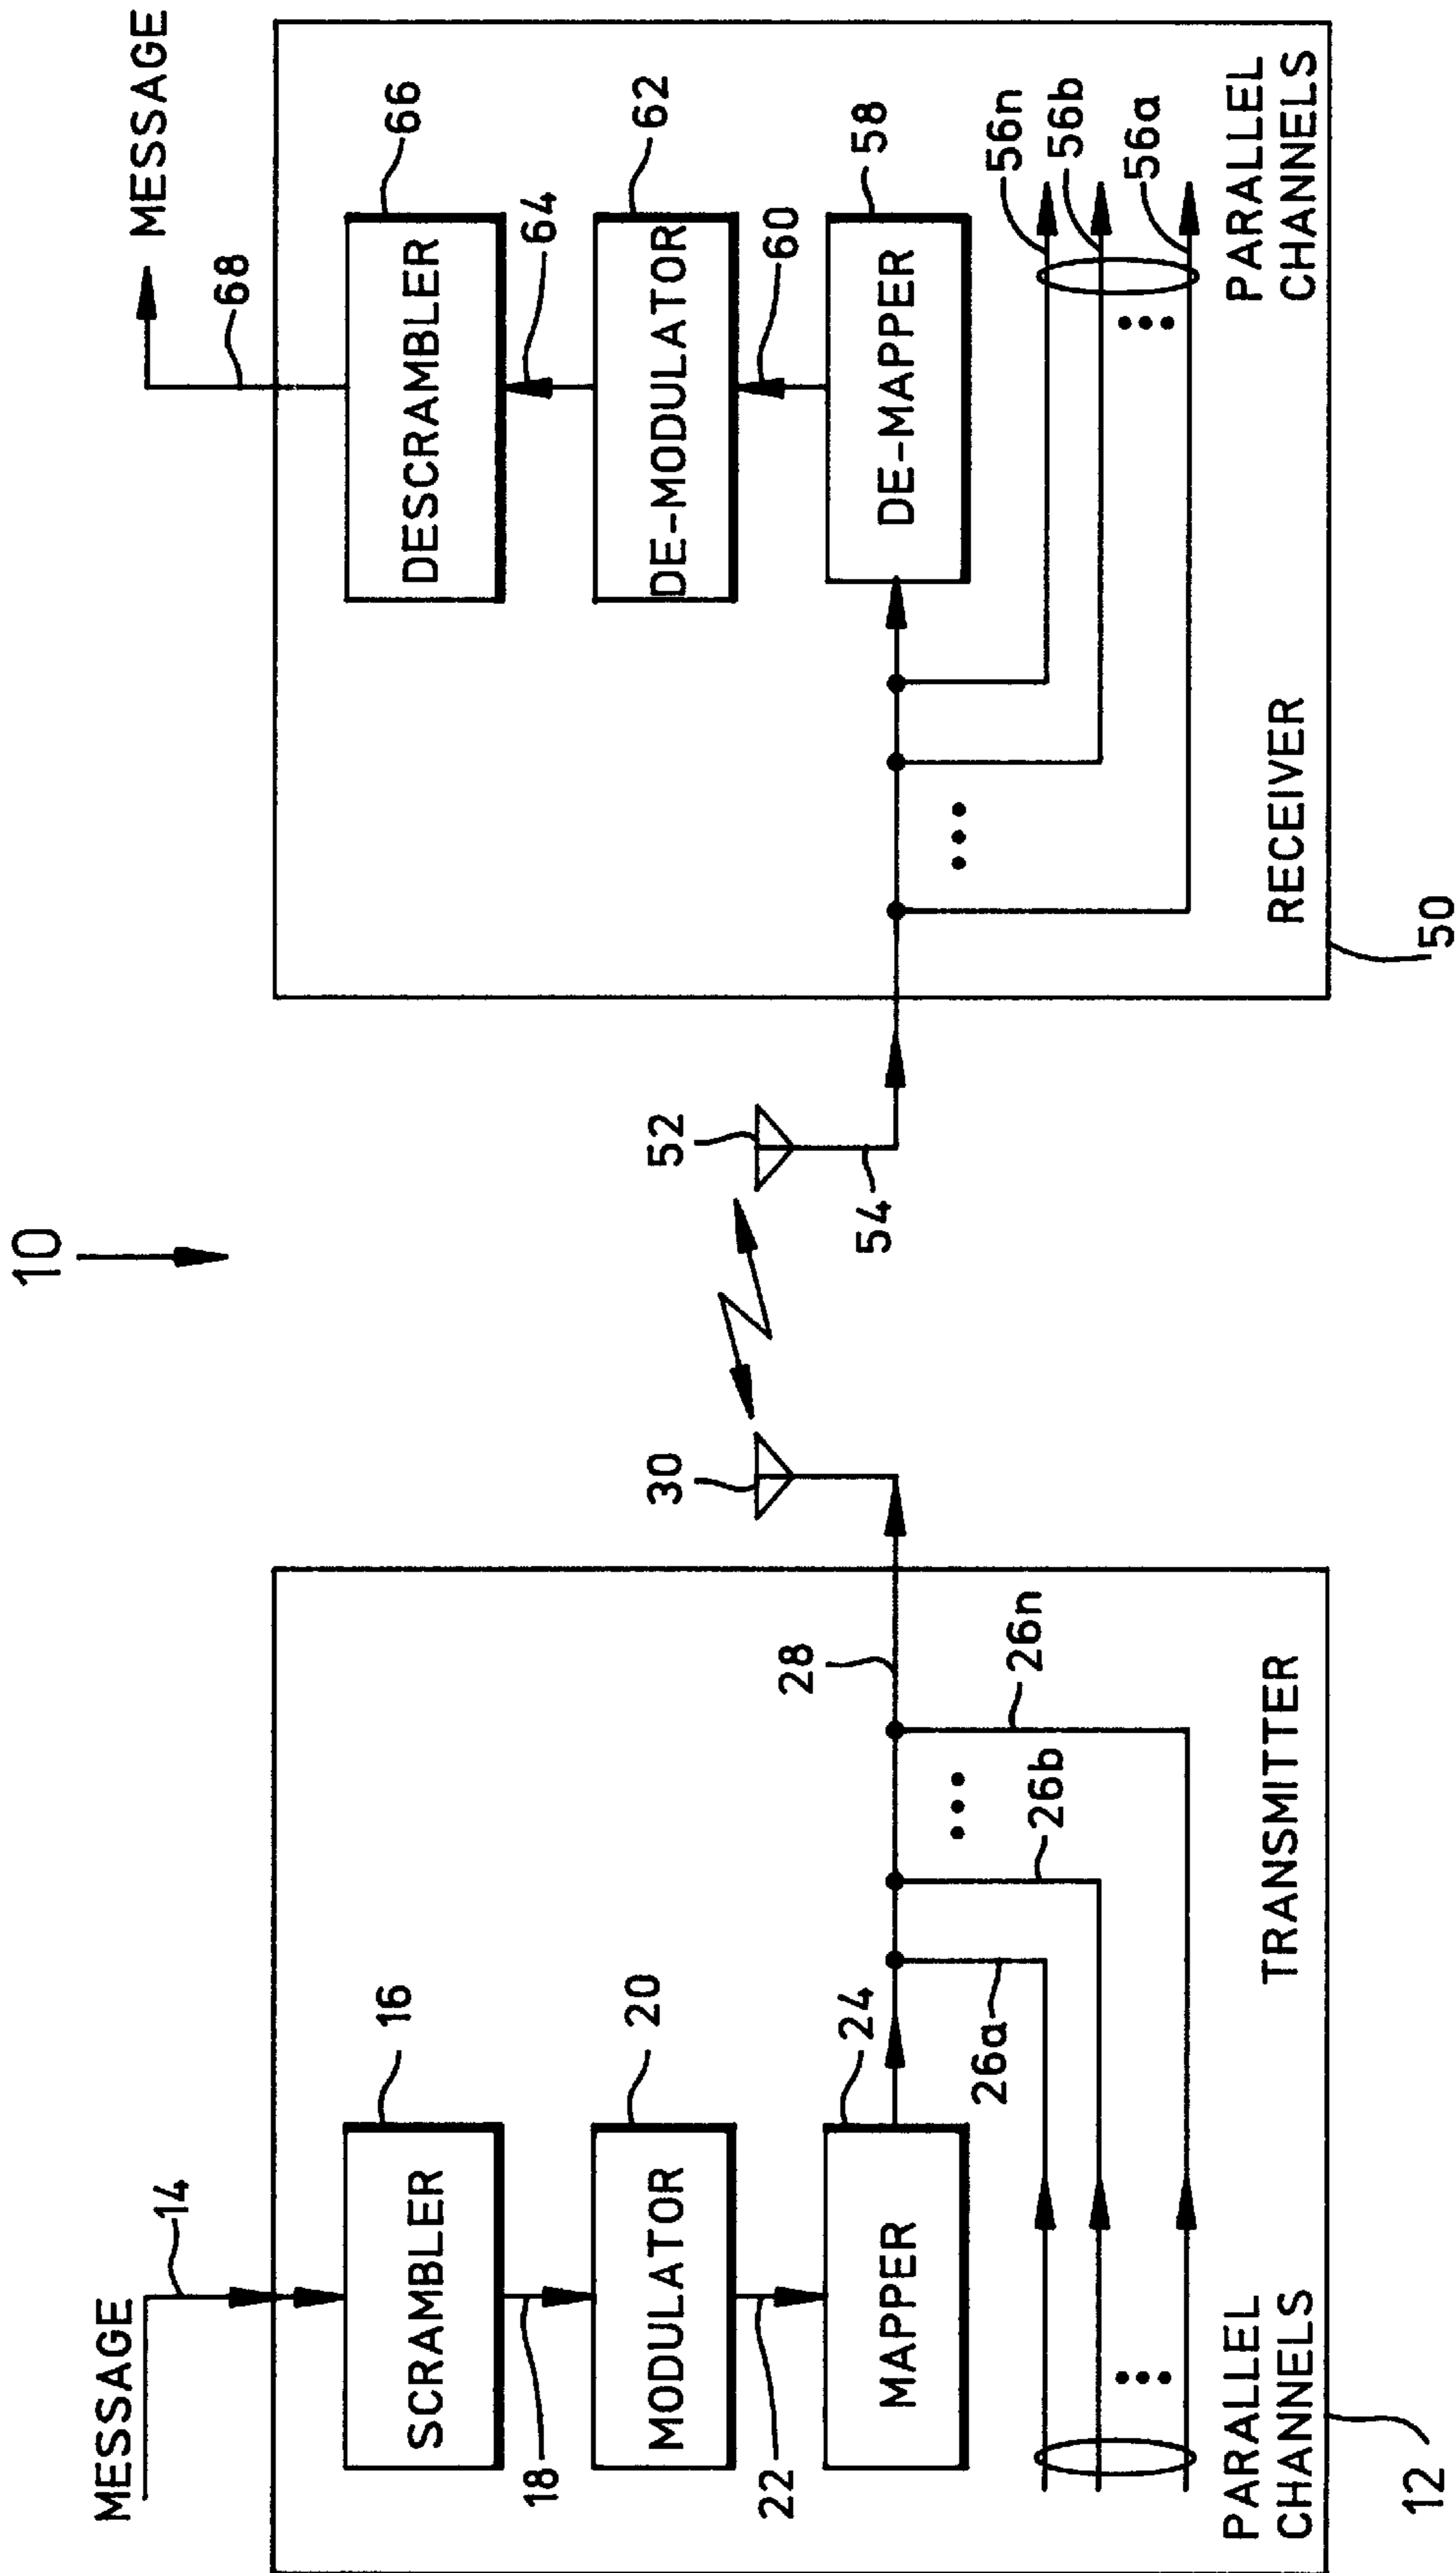 10
MESSAGE
14
SCRAMBLER
16
18
MODULATOR
20
22
MAPPER
24
26a
26b
26n
28
30
PARALLEL
CHANNELS
TRANSMITTER
12
MESSAGE
68
DESCRAMBLER
66
64
DE-MODULATOR
62
60
DE-MAPPER
58
52
54
56n
56b
56a
PARALLEL
CHANNELS
RECEIVER
50